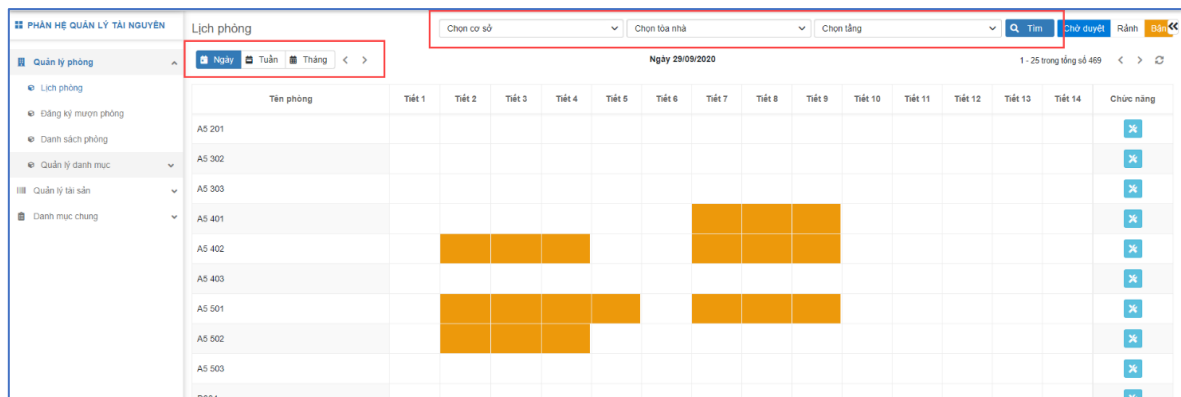 PHÂN HỆ QUẢN LÝ TÀI NGUYÊN
Lịch phòng
Chọn cơ sở
Chọn tòa nhà
Chọn tầng
Tìm
Chờ duyệt
Rảnh
Bận
Quản lý phòng
Lịch phòng
Đăng ký mượn phòng
Danh sách phòng
Quản lý danh mục
Quản lý tài sản
Danh mục chung
Ngày Tuần Tháng
Ngày 29/09/2020
1 - 25 trong tổng số 469
Tên phòng Tiết 1 Tiết 2 Tiết 3 Tiết 4 Tiết 5 Tiết 6 Tiết 7 Tiết 8 Tiết 9 Tiết 10 Tiết 11 Tiết 12 Tiết 13 Tiết 14 Chức năng
A5 201
A5 302
A5 303
A5 401
A5 402
A5 403
A5 501
A5 502
A5 503